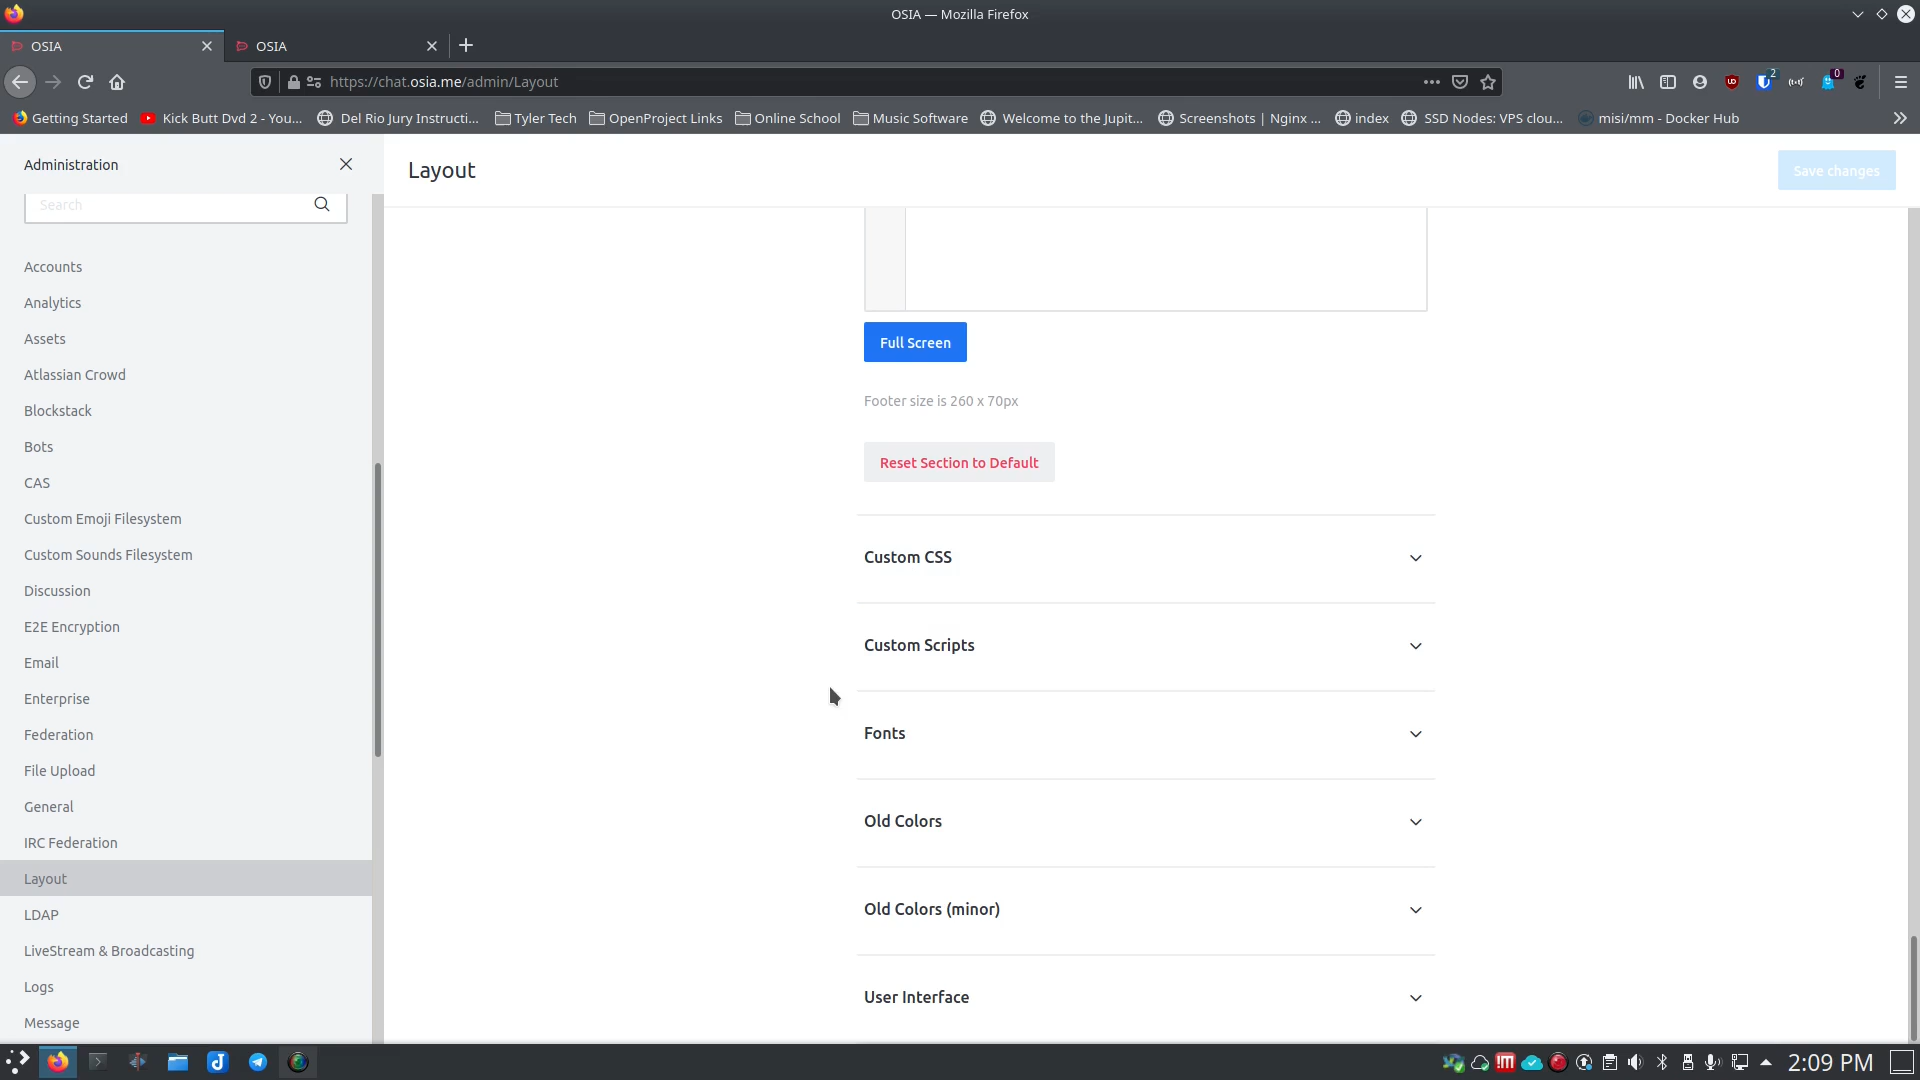 OSIA — Mozilla Firefox
OSIA
OSIA
https://chat.osia.me/admin/Layout
2
0
Getting Started
Kick Butt Dvd 2 - You...
Del Rio Jury Instructi...
Tyler Tech
OpenProject Links
Online School
Music Software
Welcome to the Jupit...
Screenshots | Nginx ...
index
SSD Nodes: VPS clou...
misi/mm - Docker Hub
Administration
Layout
Save changes
Search
Accounts
Analytics
Assets
Atlassian Crowd
Blockstack
Bots
CAS
Custom Emoji Filesystem
Custom Sounds Filesystem
Discussion
E2E Encryption
Email
Enterprise
Federation
File Upload
General
IRC Federation
Layout
LDAP
LiveStream & Broadcasting
Logs
Message
Full Screen
Footer size is 260 x 70px
Reset Section to Default
Custom CSS
Custom Scripts
Fonts
Old Colors
Old Colors (minor)
User Interface
2:09 PM